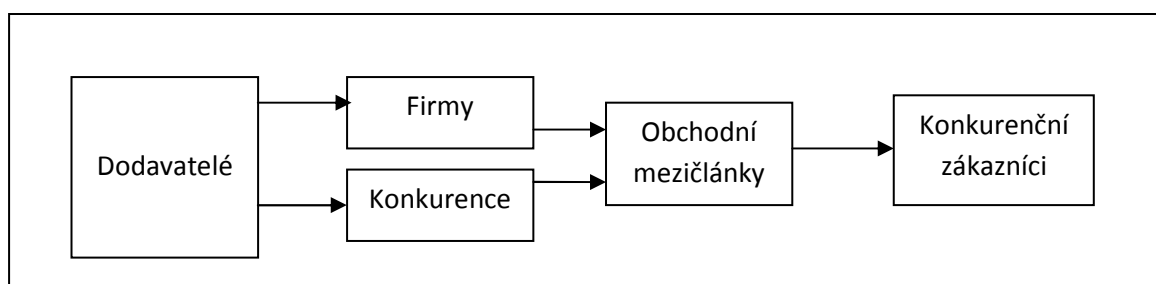 Dodavatelé
Firmy
Konkurence
Obchodní
mezičlánky
Konkurenční
zákazníci